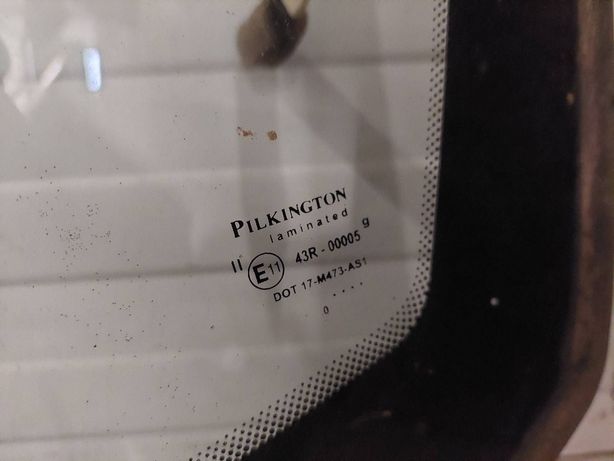 PILKINGTON
laminated
II E11 43R-00005 g
DOT 17-M473-AS1
0 ....